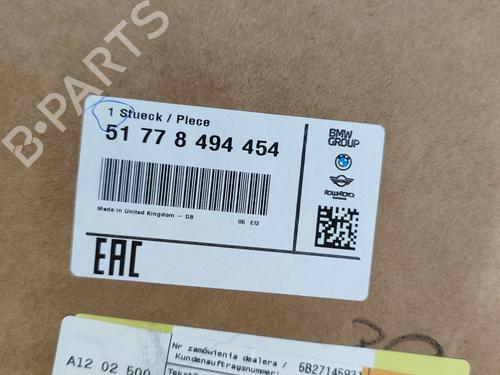 B-PARTS
1 Stueck / Piece
51 77 8 494 454
BMW
GROUP
Made in United Kingdom - GB
06 EI2
ROLLS-ROYCE
EAC
Nr zamówienia dealera /
Kundenauftragsnummer:
A12 02 500